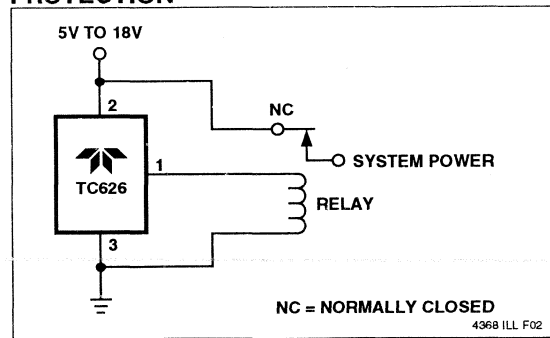 PROTECTION
5V TO 18V
2
NC
SYSTEM POWER
1
TC626
RELAY
3
NC = NORMALLY CLOSED
4368 ILL F02